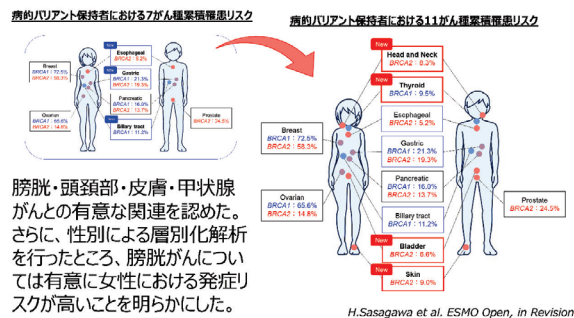 病的バリアント保持者における7がん種累積罹患リスク
New
Esophageal
BRCA2：5.2%
Breast
BRCA1：72.5%
BRCA2：58.3%
New
Gastric
BRCA1：21.3%
BRCA2：19.3%
Pancreatic
BRCA1：16.0%
BRCA2：13.7%
Ovarian
BRCA1：65.6%
BRCA2：14.8%
Prostate
BRCA2：24.5%
New
Biliary tract
BRCA1：11.2%
膀胱・頭頚部・皮膚・甲状腺
がんとの有意な関連を認めた。
さらに、性別による層別化解析
を行ったところ、膀胱がんについ
ては有意に女性における発症リ
スクが高いことを明らかにした。
病的バリアント保持者における11がん種累積罹患リスク
New
Head and Neck
BRCA2：8.3%
New
Thyroid
BRCA1：9.5%
Esophageal
BRCA2：5.2%
Breast
BRCA1：72.5%
BRCA2：58.3%
Gastric
BRCA1：21.3%
BRCA2：19.3%
Pancreatic
BRCA1：16.0%
BRCA2：13.7%
Ovarian
BRCA1：65.6%
BRCA2：14.8%
Prostate
BRCA2：24.5%
Biliary tract
BRCA1：11.2%
New
Bladder
BRCA2：6.6%
New
Skin
BRCA2：9.0%
H.Sasagawa et al. ESMO Open, in Revision